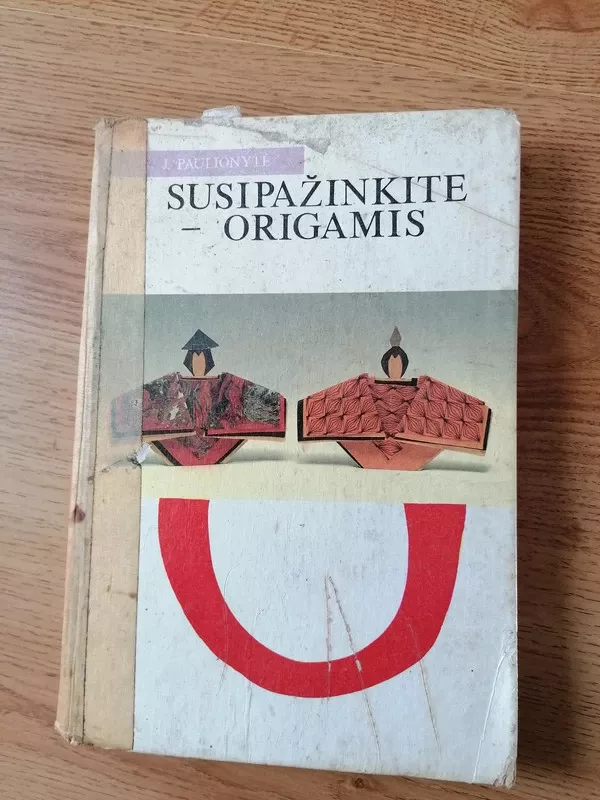 J. PAULIONYTĖ
SUSIPAŽINKITE
– ORIGAMIS